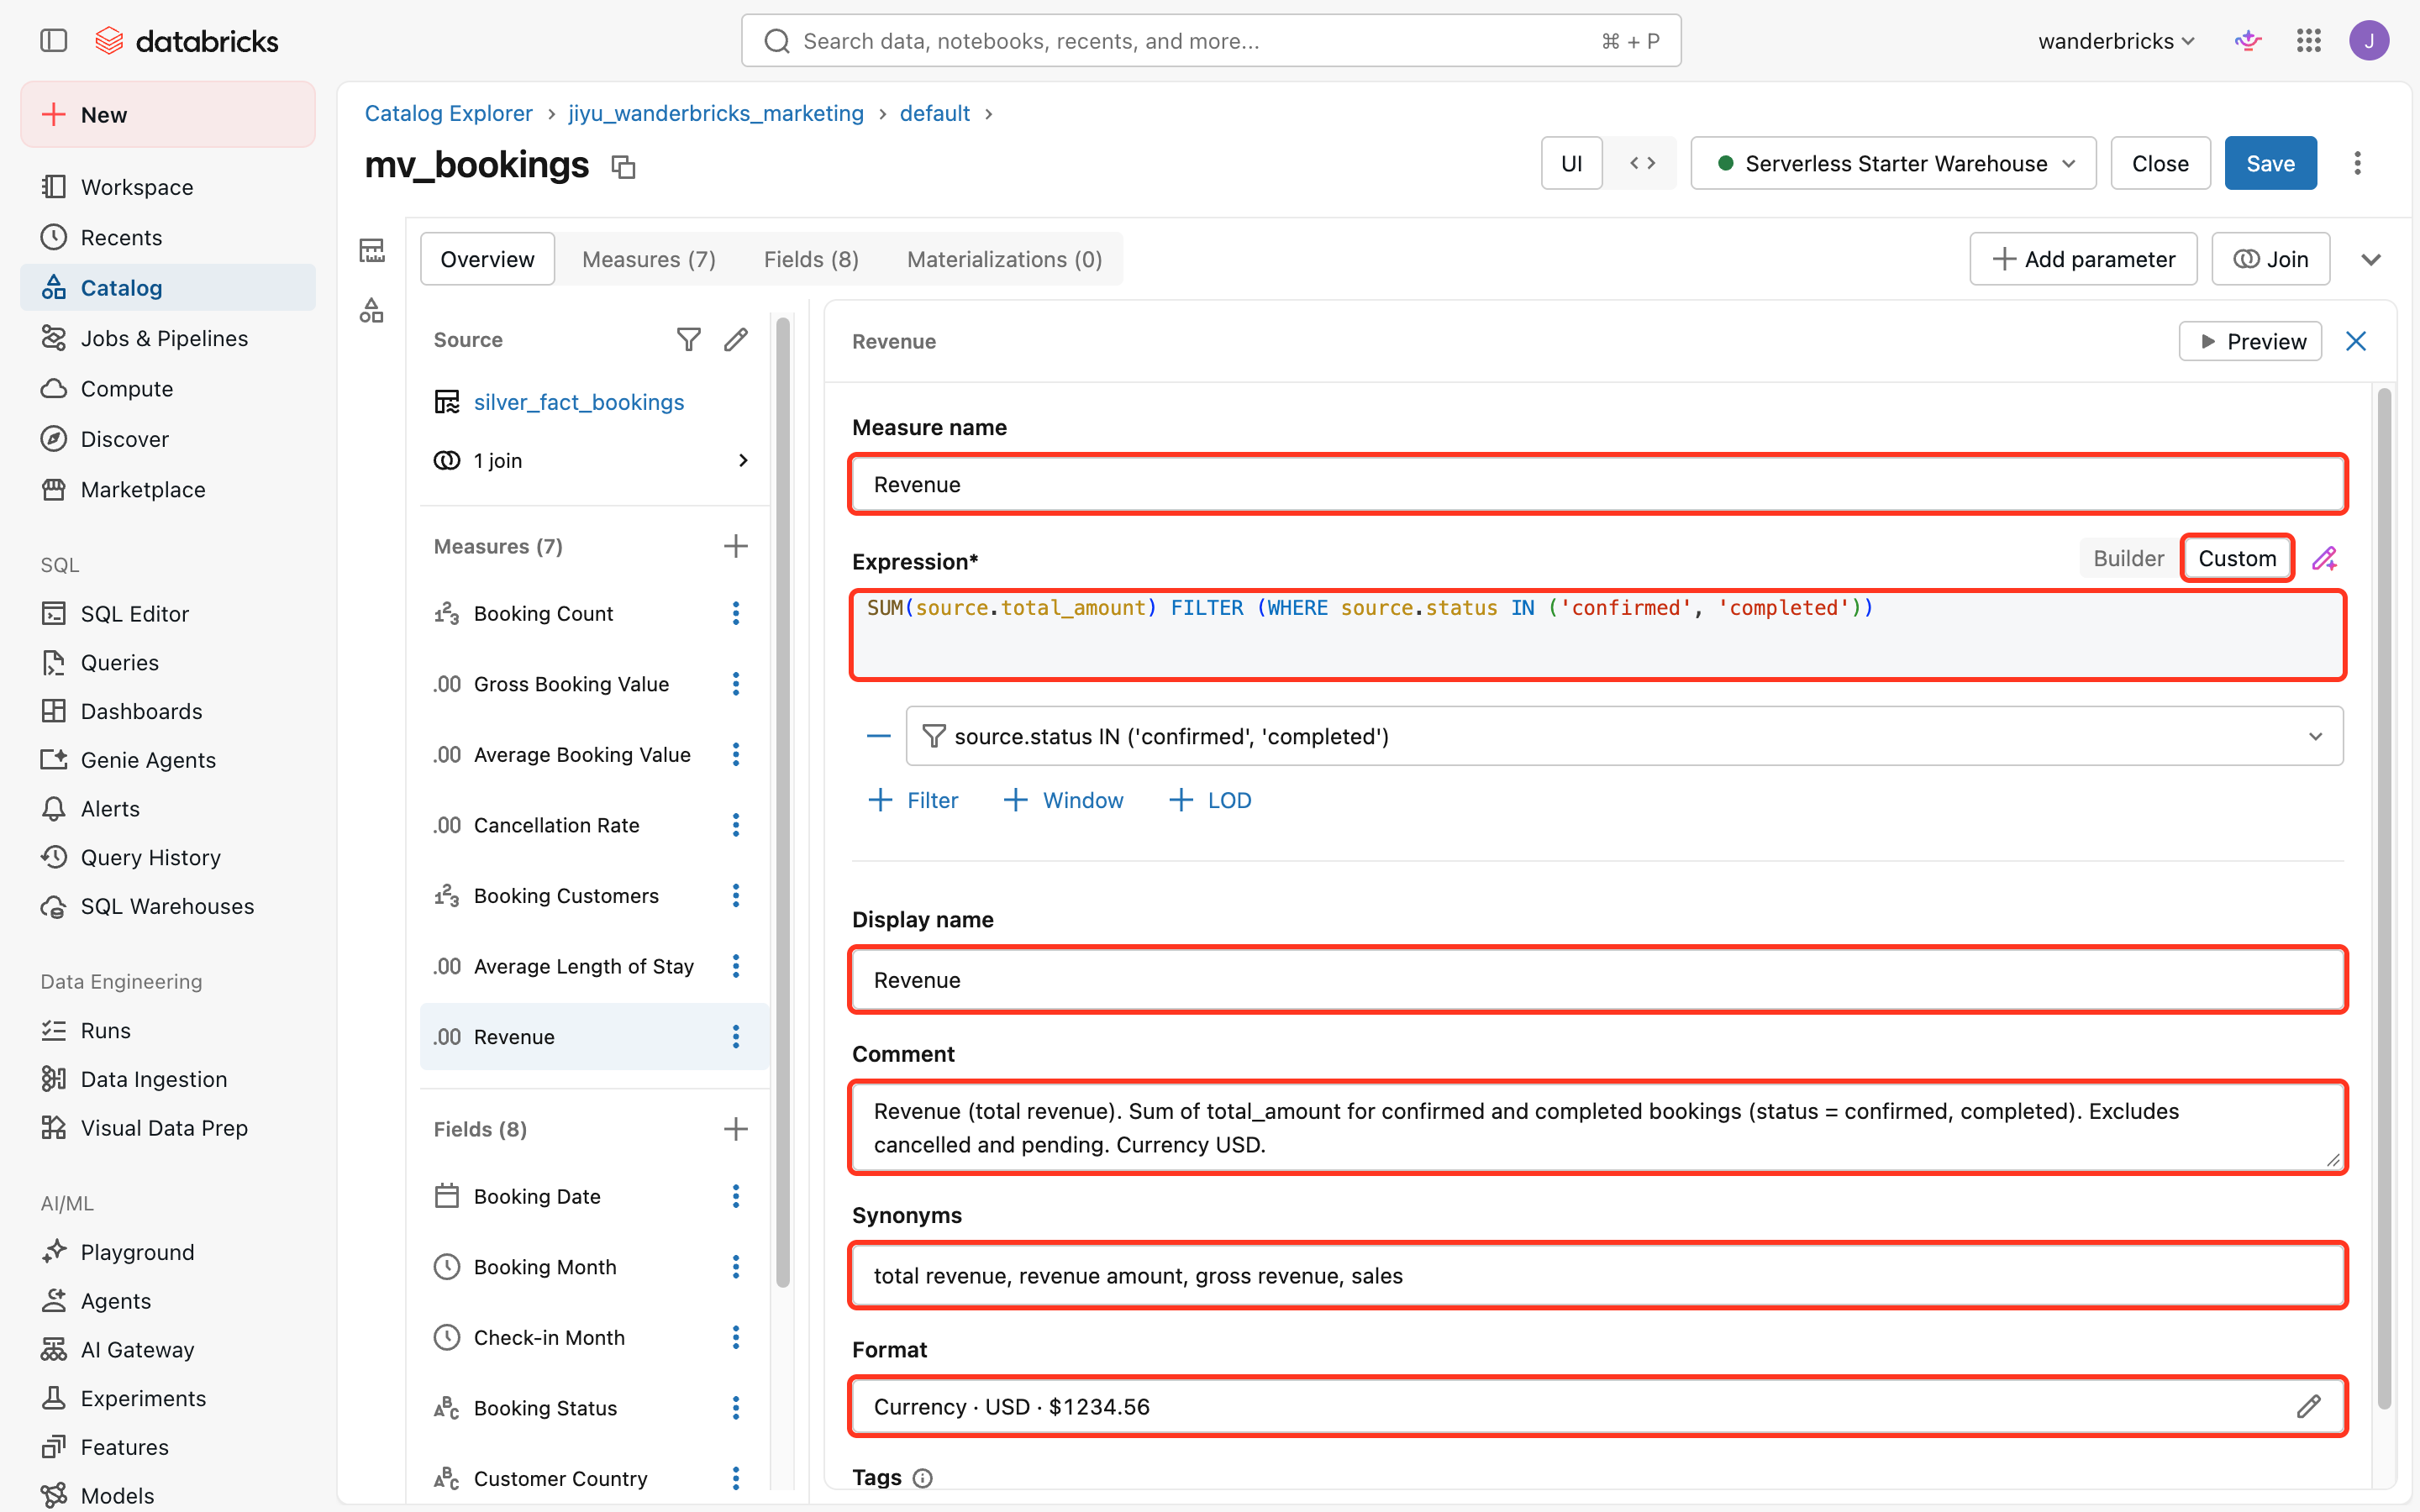 databricks
Search data, notebooks, recents, and more...
⌘ + P
wanderbricks
J
New
Workspace
Recents
Catalog
Jobs & Pipelines
Compute
Discover
Marketplace
SQL
SQL Editor
Queries
Dashboards
Genie Agents
Alerts
Query History
SQL Warehouses
Data Engineering
Runs
Data Ingestion
Visual Data Prep
AI/ML
Playground
Agents
AI Gateway
Experiments
Features
Models
Catalog Explorer › jiyu_wanderbricks_marketing › default ›
mv_bookings
UI
Serverless Starter Warehouse
Close
Save
Overview
Measures (7)
Fields (8)
Materializations (0)
Add parameter
Join
Source
silver_fact_bookings
1 join
Measures (7)
Booking Count
.00 Gross Booking Value
.00 Average Booking Value
.00 Cancellation Rate
Booking Customers
.00 Average Length of Stay
.00 Revenue
Fields (8)
Booking Date
Booking Month
Check-in Month
Booking Status
Customer Country
Revenue
Preview
Measure name
Revenue
Expression*
Builder
Custom
SUM(source.total_amount) FILTER (WHERE source.status IN ('confirmed', 'completed'))
source.status IN ('confirmed', 'completed')
Filter
Window
LOD
Display name
Revenue
Comment
Revenue (total revenue). Sum of total_amount for confirmed and completed bookings (status = confirmed, completed). Excludes
cancelled and pending. Currency USD.
Synonyms
total revenue, revenue amount, gross revenue, sales
Format
Currency · USD · $1234.56
Tags